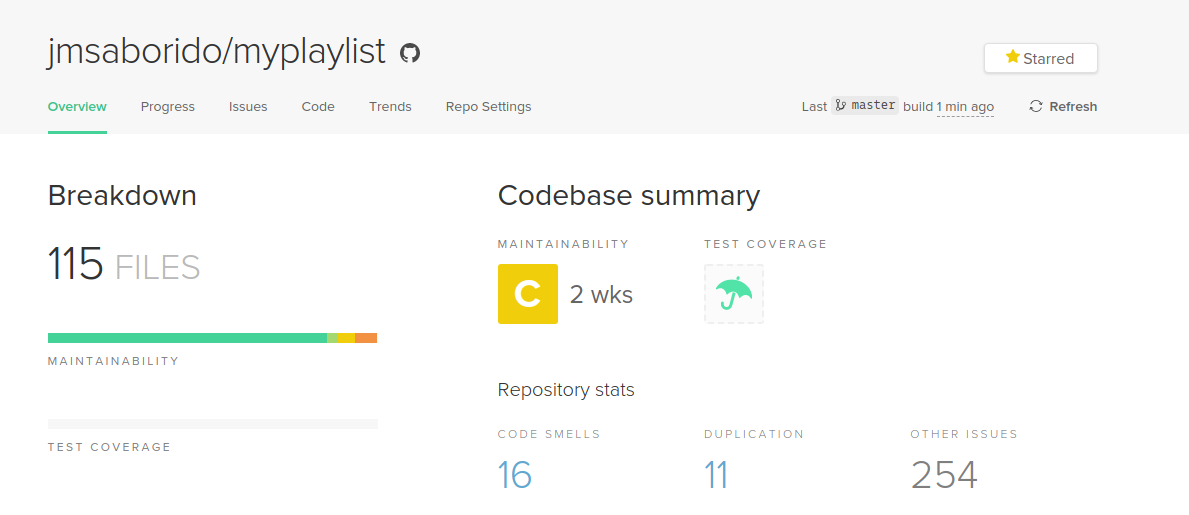 jmsaborido/myplaylist
Starred
Overview Progress Issues Code Trends Repo Settings
Last master build 1 min ago Refresh
Breakdown
115 FILES
MAINTAINABILITY
TEST COVERAGE
Codebase summary
MAINTAINABILITY TEST COVERAGE
C 2 wks
Repository stats
CODE SMELLS DUPLICATION OTHER ISSUES
16 11 254